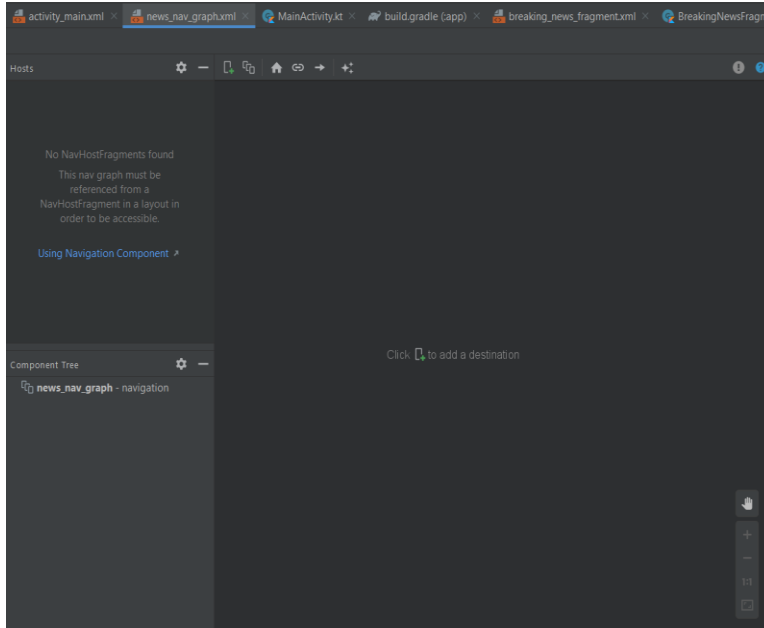 activity_main.xml
news_nav_graph.xml
MainActivity.kt
build.gradle (:app)
breaking_news_fragment.xml
BreakingNewsFragm
Hosts
No NavHostFragments found
This nav graph must be
referenced from a
NavHostFragment in a layout in
order to be accessible.
Using Navigation Component
Click to add a destination
Component Tree
news_nav_graph - navigation
1:1